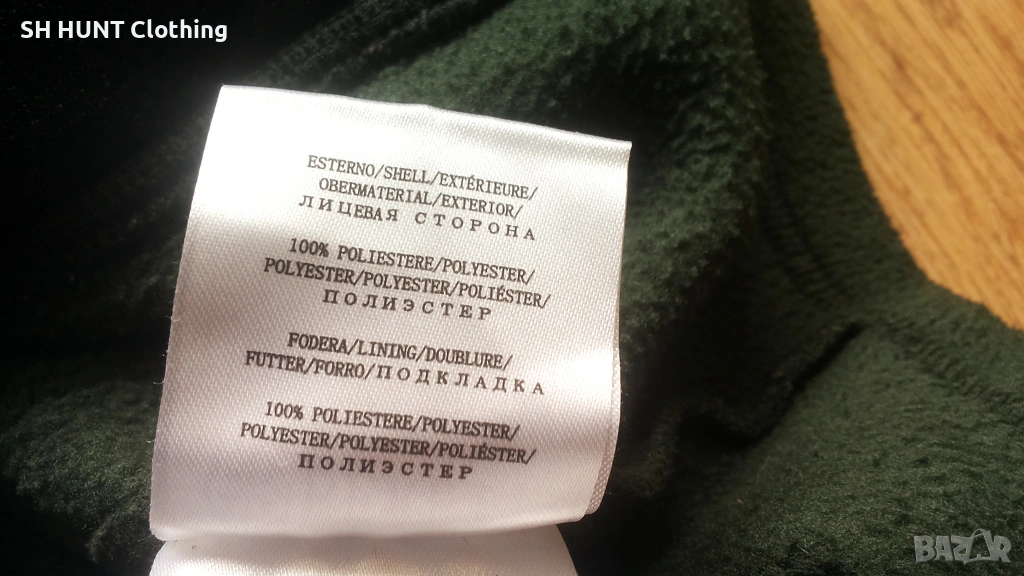 SH HUNT Clothing
ESTERNO/SHELL/EXTÉRIEURE/
OBERMATERIAL/EXTERIOR/
ЛИЦЕВАЯ СТОРОНА
100% POLIESTERE/POLYESTER/
POLYESTER/POLYESTER/POLIÉSTER/
ПОЛИЭСТЕР
FODERA/LINING/DOUBLURE/
FUTTER/FORRO/ПОДКЛАДКА
100% POLIESTERE/POLYESTER/
POLYESTER/POLYESTER/POLIÉSTER/
ПОЛИЭСТЕР
BAZAR